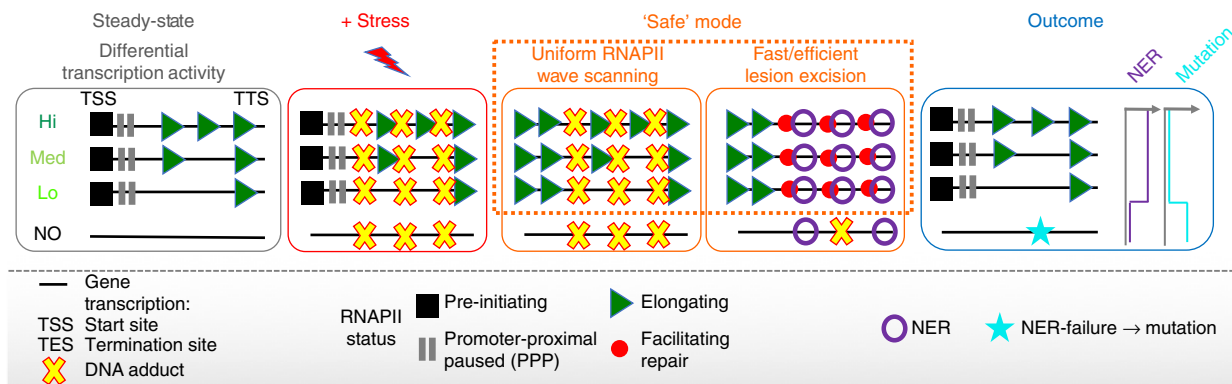 Steady-state
+ Stress
'Safe' mode
Outcome
Differential
transcription activity
Uniform RNAPII
wave scanning
Fast/efficient
lesion excision
NER
Mutation
TSS
TTS
Hi
Med
Lo
NO
Gene
transcription:
TSS Start site
TES Termination site
DNA adduct
RNAPII
status
Pre-initiating
Promoter-proximal
paused (PPP)
Elongating
Facilitating
repair
NER
NER-failure → mutation